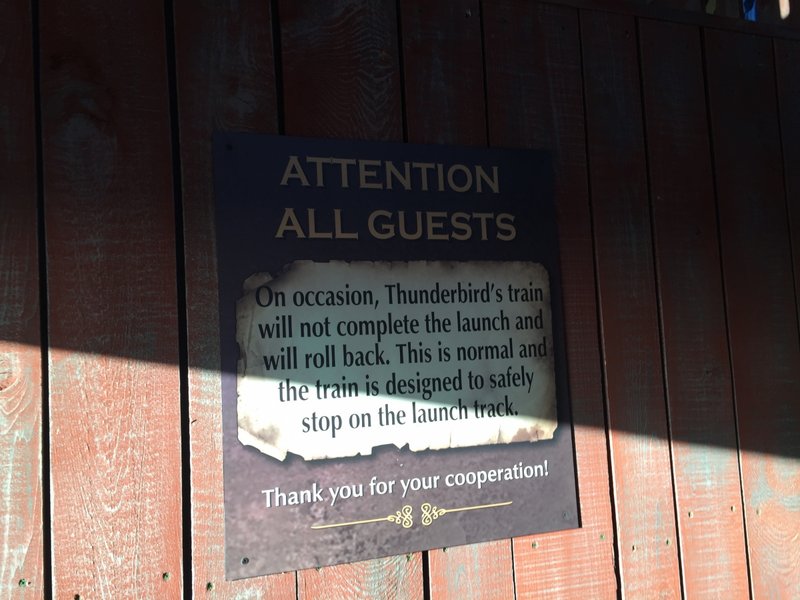 ATTENTION
ALL GUESTS
On occasion, Thunderbird's train
will not complete the launch and
will roll back. This is normal and
the train is designed to safely
stop on the launch track.
Thank you for your cooperation!